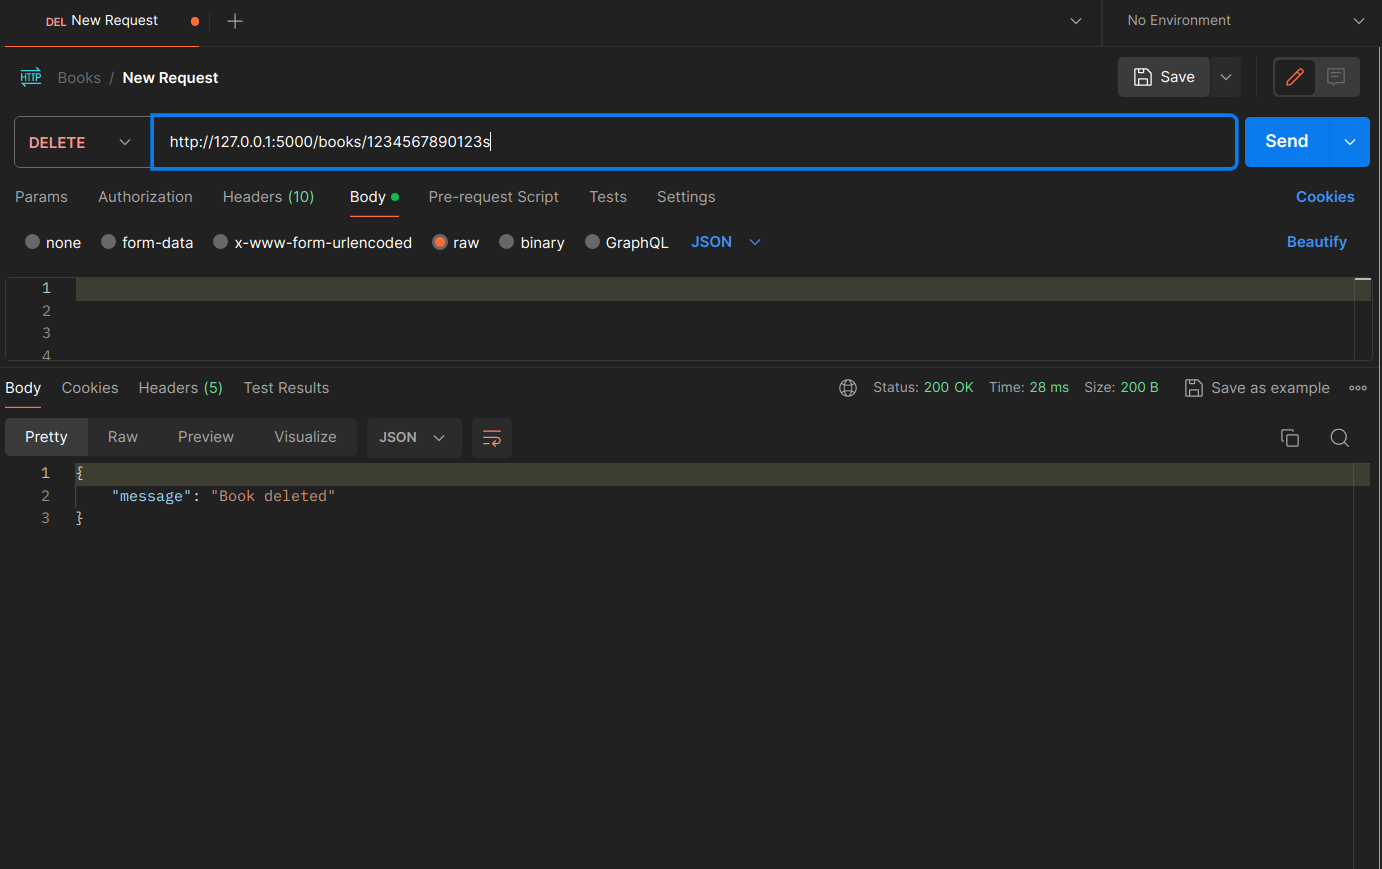 DEL New Request
No Environment
HTTP Books / New Request
Save
DELETE http://127.0.0.1:5000/books/1234567890123s Send
Params Authorization Headers (10) Body Pre-request Script Tests Settings Cookies
none form-data x-www-form-urlencoded raw binary GraphQL JSON Beautify
1
2
3
4
Body Cookies Headers (5) Test Results Status: 200 OK Time: 28 ms Size: 200 B Save as example
Pretty Raw Preview Visualize JSON
1 {
2 "message": "Book deleted"
3 }